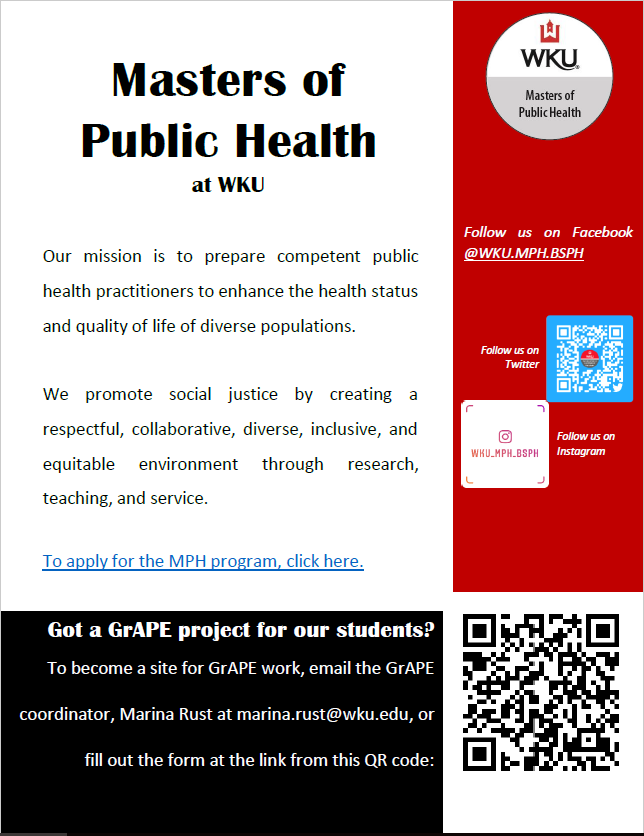 Masters of
Public Health
at WKU
Our mission is to prepare competent public
health practitioners to enhance the health status
and quality of life of diverse populations.
We promote social justice by creating a
respectful, collaborative, diverse, inclusive, and
equitable environment through research,
teaching, and service.
To apply for the MPH program, click here.
WKU®
Masters of
Public Health
Follow us on Facebook
@WKU.MPH.BSPH
Follow us on
Twitter
WKU_MPH_BSPH
Follow us on
Instagram
Got a GrAPE project for our students?
To become a site for GrAPE work, email the GrAPE
coordinator, Marina Rust at marina.rust@wku.edu, or
fill out the form at the link from this QR code: